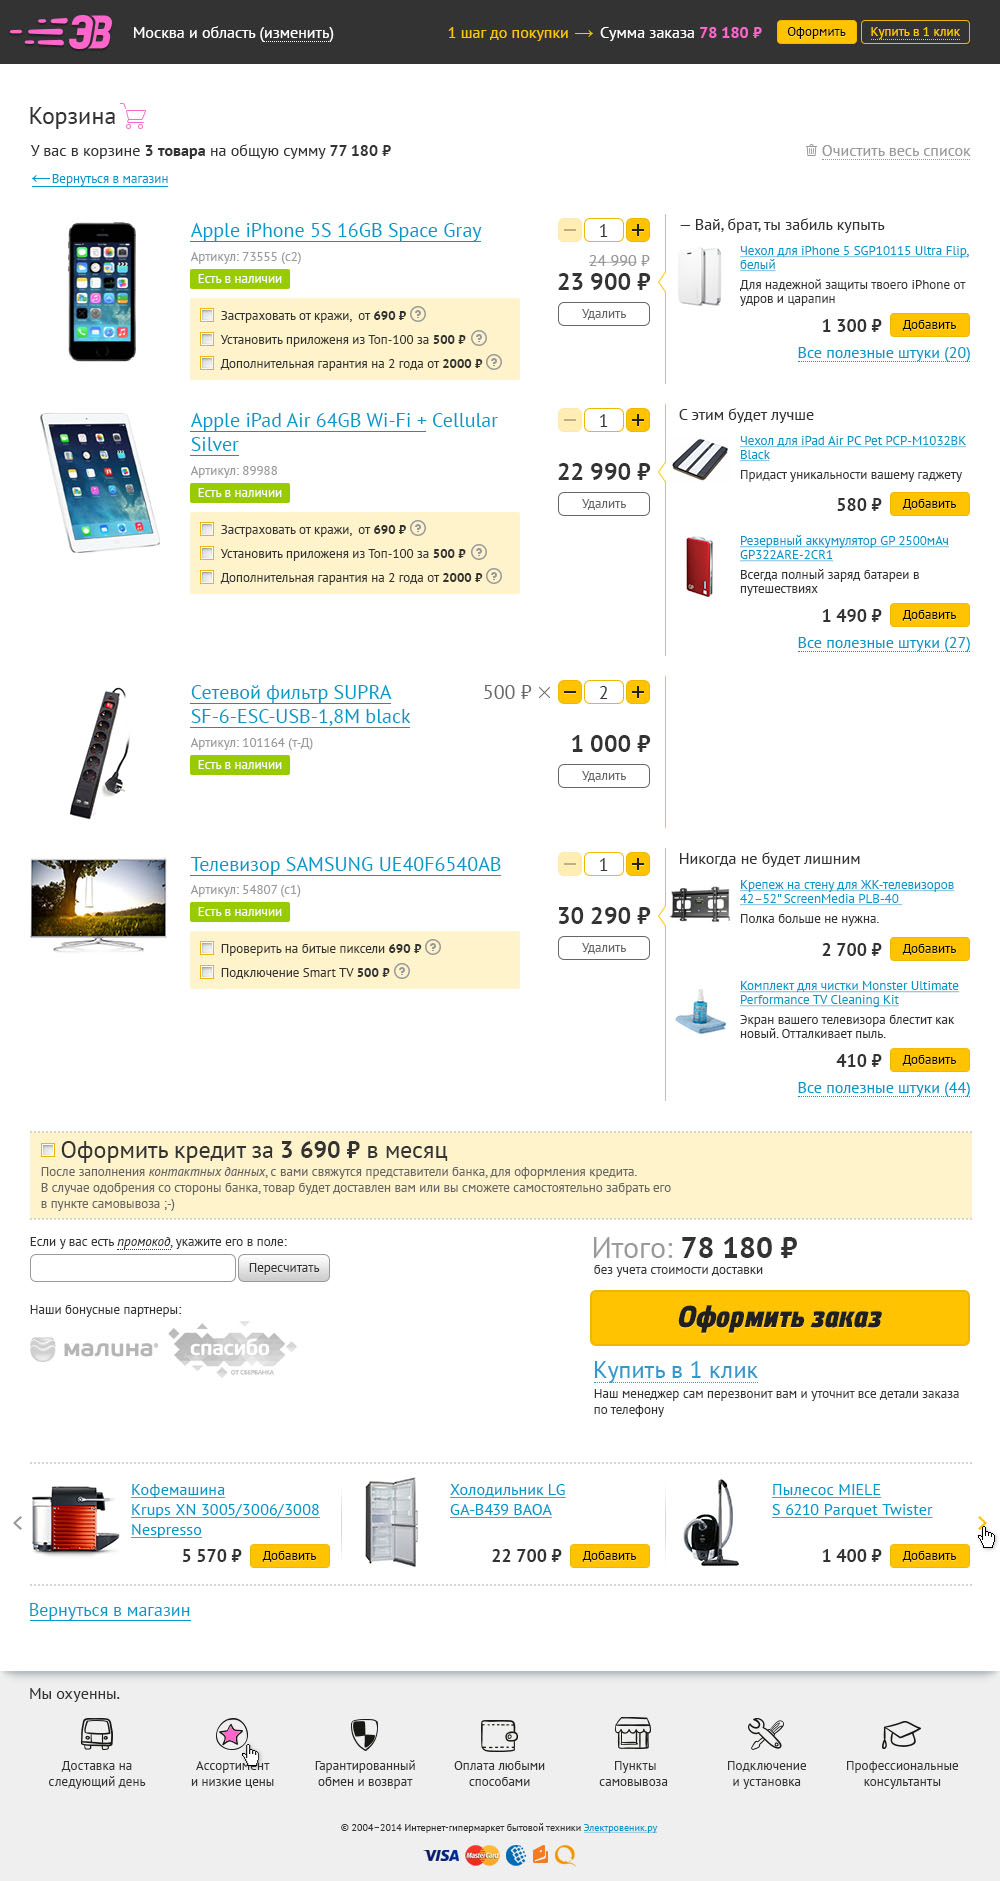 ЭВ
Москва и область (изменить)
1 шаг до покупки → Сумма заказа 78 180 ₽
Оформить
Купить в 1 клик
Корзина
У вас в корзине 3 товара на общую сумму 77 180 ₽
Очистить весь список
←Вернуться в магазин
Apple iPhone 5S 16GB Space Gray
Артикул: 73555 (с2)
Есть в наличии
Застраховать от кражи, от 690 ₽ ?
Установить приложеня из Топ-100 за 500 ₽ ?
Дополнительная гарантия на 2 года от 2000 ₽ ?
− 1 +
24 990 ₽
23 900 ₽
Удалить
— Вай, брат, ты забиль купыть
Чехол для iPhone 5 SGP10115 Ultra Flip,
белый
Для надежной защиты твоего iPhone от
удров и царапин
1 300 ₽
Добавить
Все полезные штуки (20)
Apple iPad Air 64GB Wi-Fi + Cellular
Silver
Артикул: 89988
Есть в наличии
Застраховать от кражи, от 690 ₽ ?
Установить приложеня из Топ-100 за 500 ₽ ?
Дополнительная гарантия на 2 года от 2000 ₽ ?
− 1 +
22 990 ₽
Удалить
С этим будет лучше
Чехол для iPad Air PC Pet PCP-M1032BK
Black
Придаст уникальности вашему гаджету
580 ₽
Добавить
Резервный аккумулятор GP 2500мАч
GP322ARE-2CR1
Всегда полный заряд батареи в
путешествиях
1 490 ₽
Добавить
Все полезные штуки (27)
Сетевой фильтр SUPRA
SF-6-ESC-USB-1,8M black
Артикул: 101164 (т-Д)
Есть в наличии
500 ₽ ×
− 2 +
1 000 ₽
Удалить
Телевизор SAMSUNG UE40F6540AB
Артикул: 54807 (с1)
Есть в наличии
Проверить на битые пиксели 690 ₽ ?
Подключение Smart TV 500 ₽ ?
− 1 +
30 290 ₽
Удалить
Никогда не будет лишним
Крепеж на стену для ЖК-телевизоров
42–52" ScreenMedia PLB-40
Полка больше не нужна.
2 700 ₽
Добавить
Комплект для чистки Monster Ultimate
Performance TV Cleaning Kit
Экран вашего телевизора блестит как
новый. Отталкивает пыль.
410 ₽
Добавить
Все полезные штуки (44)
Оформить кредит за 3 690 ₽ в месяц
После заполнения контактных данных, с вами свяжутся представители банка, для оформления кредита.
В случае одобрения со стороны банка, товар будет доставлен вам или вы сможете самостоятельно забрать его
в пункте самовывоза ;-)
Если у вас есть промокод, укажите его в поле:
Пересчитать
Наши бонусные партнеры:
малина®
спасибо
ОТ СБЕРБАНКА
Итого: 78 180 ₽
без учета стоимости доставки
Оформить заказ
Купить в 1 клик
Наш менеджер сам перезвонит вам и уточнит все детали заказа
по телефону
Кофемашина
Krups XN 3005/3006/3008
Nespresso
5 570 ₽
Добавить
Холодильник LG
GA-B439 BAQA
22 700 ₽
Добавить
Пылесос MIELE
S 6210 Parquet Twister
1 400 ₽
Добавить
Вернуться в магазин
Мы охуенны.
Доставка на
следующий день
Ассортимент
и низкие цены
Гарантированный
обмен и возврат
Оплата любыми
способами
Пункты
самовывоза
Подключение
и установка
Профессиональные
консультанты
© 2004–2014 Интернет-гипермаркет бытовой техники Электровеник.ру
VISA MasterCard